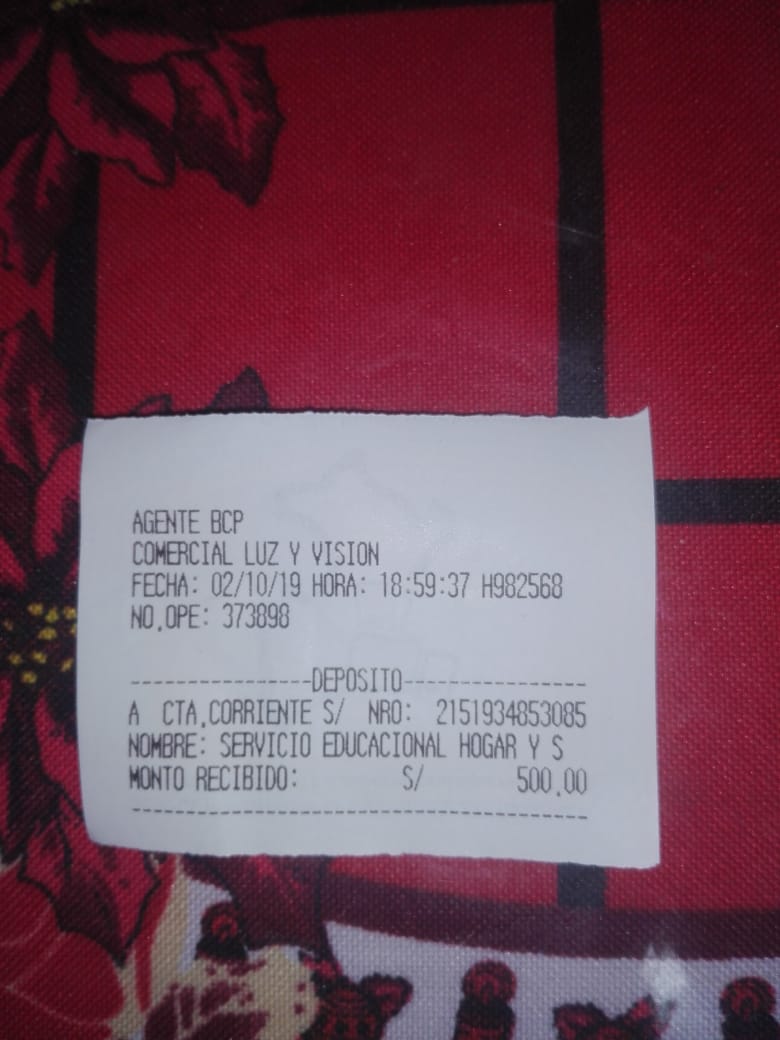 AGENTE BCP
COMERCIAL LUZ Y VISION
FECHA: 02/10/19 HORA: 18:59:37 H982568
NO.OPE: 373898
-----------------DEPOSITO-----------------
A CTA.CORRIENTE S/ NRO: 2151934853085
NOMBRE: SERVICIO EDUCACIONAL HOGAR Y S
MONTO RECIBIDO: S/ 500.00
------------------------------------------